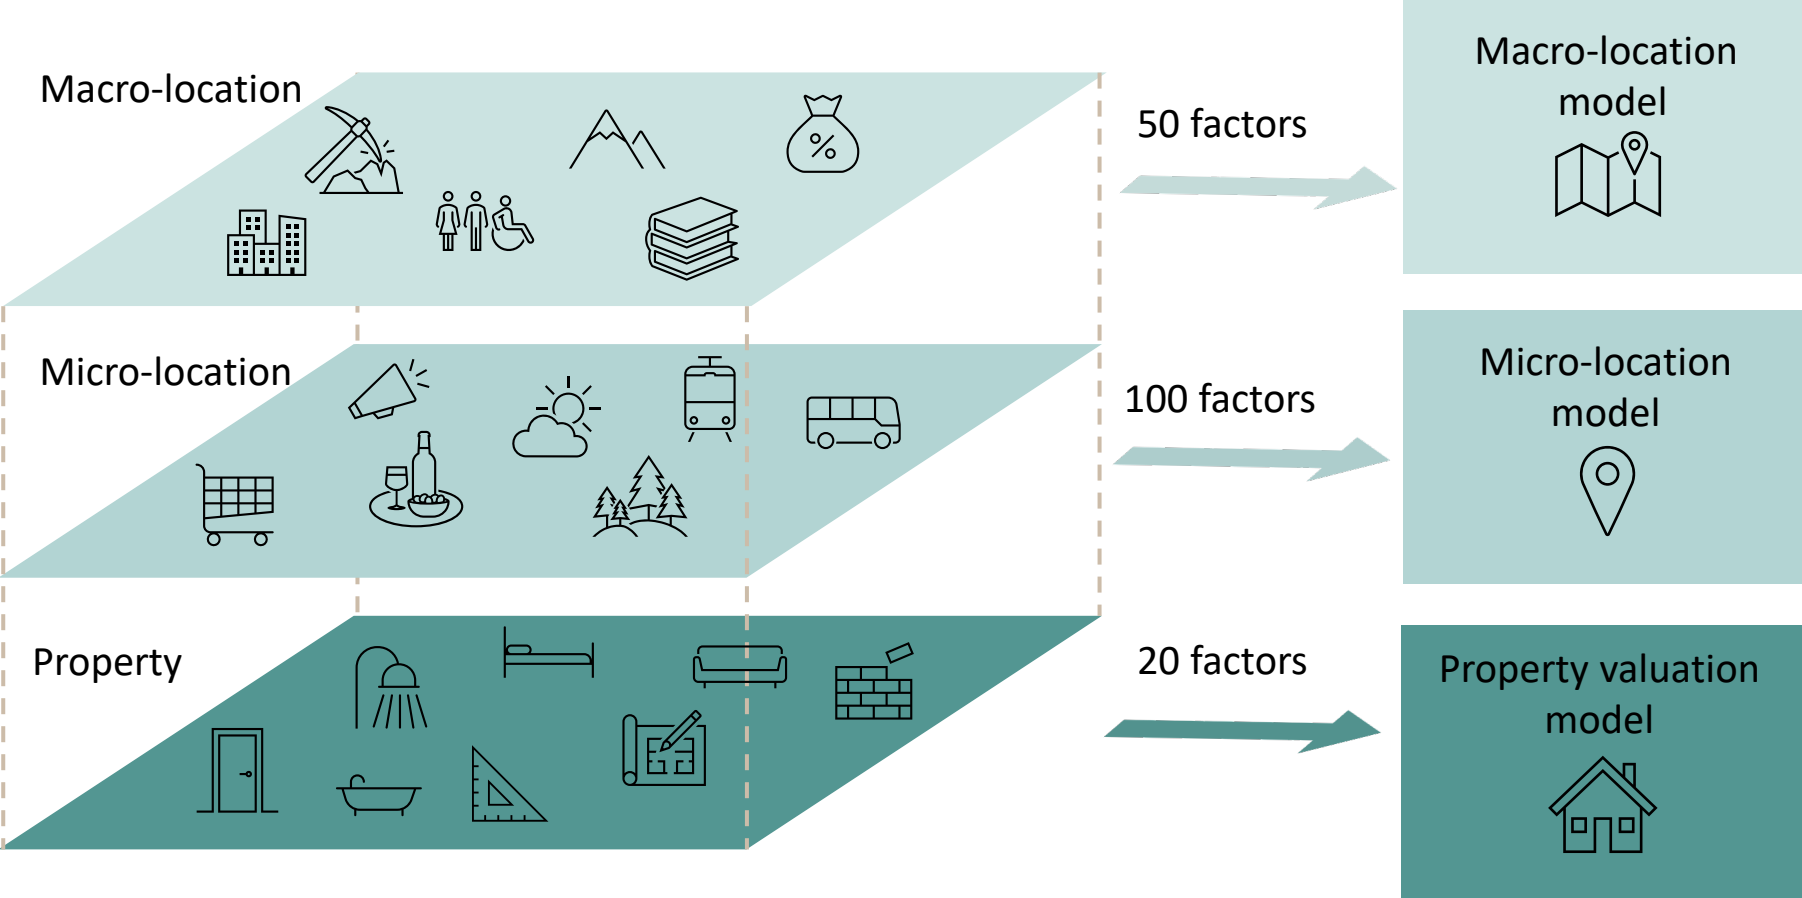 Macro-location
50 factors
Macro-location
model
%
Micro-location
100 factors
Micro-location
model
Property
20 factors
Property valuation
model